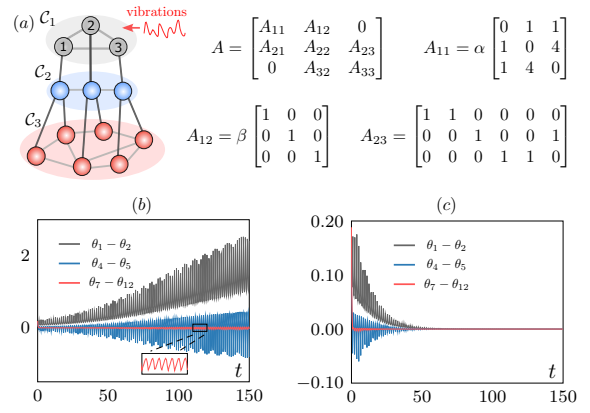 (a) C₁ vibrations
2
1 3
C₂
C₃
A = [A₁₁ A₁₂ 0
A₂₁ A₂₂ A₂₃
0 A₃₂ A₃₃]
A₁₁ = α [0 1 1
1 0 4
1 4 0]
A₁₂ = β [1 0 0
0 1 0
0 0 1]
A₂₃ = [1 1 0 0 0 0
0 0 1 0 0 1
0 0 0 1 1 0]
(b)
2
0
θ₁ − θ₂
θ₄ − θ₅
θ₇ − θ₁₂
t
0 50 100 150
(c)
0.20
0.10
0.00
−0.10
θ₁ − θ₂
θ₄ − θ₅
θ₇ − θ₁₂
t
0 50 100 150